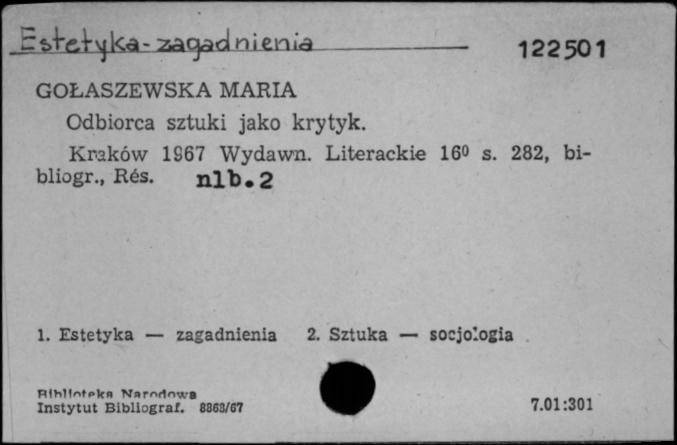 Estetyka-zagadnienia
122501
GOŁASZEWSKA MARIA
Odbiorca sztuki jako krytyk.
Kraków 1967 Wydawn. Literackie 16⁰ s. 282, bi-
bliogr., Rés. nlb.2
1. Estetyka — zagadnienia 2. Sztuka — socjologia
Biblioteka Narodowa
Instytut Bibliograf. 8868/67
7.01:301